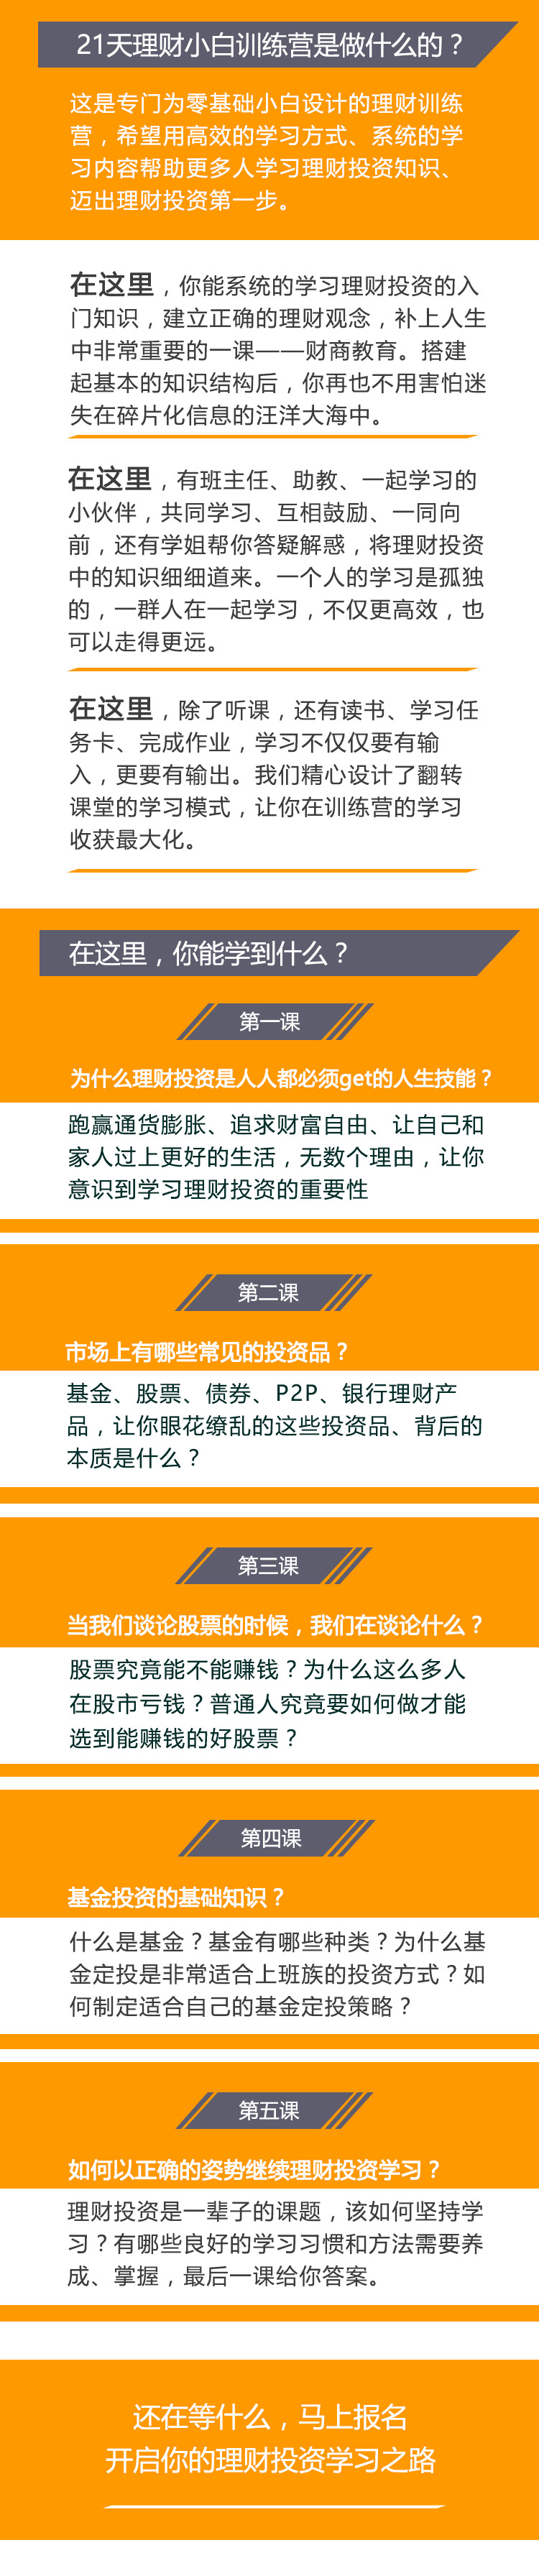 21天理财小白训练营是做什么的？
这是专门为零基础小白设计的理财训练
营，希望用高效的学习方式、系统的学
习内容帮助更多人学习理财投资知识、
迈出理财投资第一步。
在这里，你能系统的学习理财投资的入
门知识，建立正确的理财观念，补上人生
中非常重要的一课——财商教育。搭建
起基本的知识结构后，你再也不用害怕迷
失在碎片化信息的汪洋大海中。
在这里，有班主任、助教、一起学习的
小伙伴，共同学习、互相鼓励、一同向
前，还有学姐帮你答疑解惑，将理财投资
中的知识细细道来。一个人的学习是孤独
的，一群人在一起学习，不仅更高效，也
可以走得更远。
在这里，除了听课，还有读书、学习任
务卡、完成作业，学习不仅仅要有输
入，更要有输出。我们精心设计了翻转
课堂的学习模式，让你在训练营的学习
收获最大化。
在这里，你能学到什么？
第一课
为什么理财投资是人人都必须get的人生技能？
跑赢通货膨胀、追求财富自由、让自己和
家人过上更好的生活，无数个理由，让你
意识到学习理财投资的重要性
第二课
市场上有哪些常见的投资品？
基金、股票、债券、P2P、银行理财产
品，让你眼花缭乱的这些投资品、背后的
本质是什么？
第三课
当我们谈论股票的时候，我们在谈论什么？
股票究竟能不能赚钱？为什么这么多人
在股市亏钱？普通人究竟要如何做才能
选到能赚钱的好股票？
第四课
基金投资的基础知识？
什么是基金？基金有哪些种类？为什么基
金定投是非常适合上班族的投资方式？如
何制定适合自己的基金定投策略？
第五课
如何以正确的姿势继续理财投资学习？
理财投资是一辈子的课题，该如何坚持学
习？有哪些良好的学习习惯和方法需要养
成、掌握，最后一课给你答案。
还在等什么，马上报名
开启你的理财投资学习之路